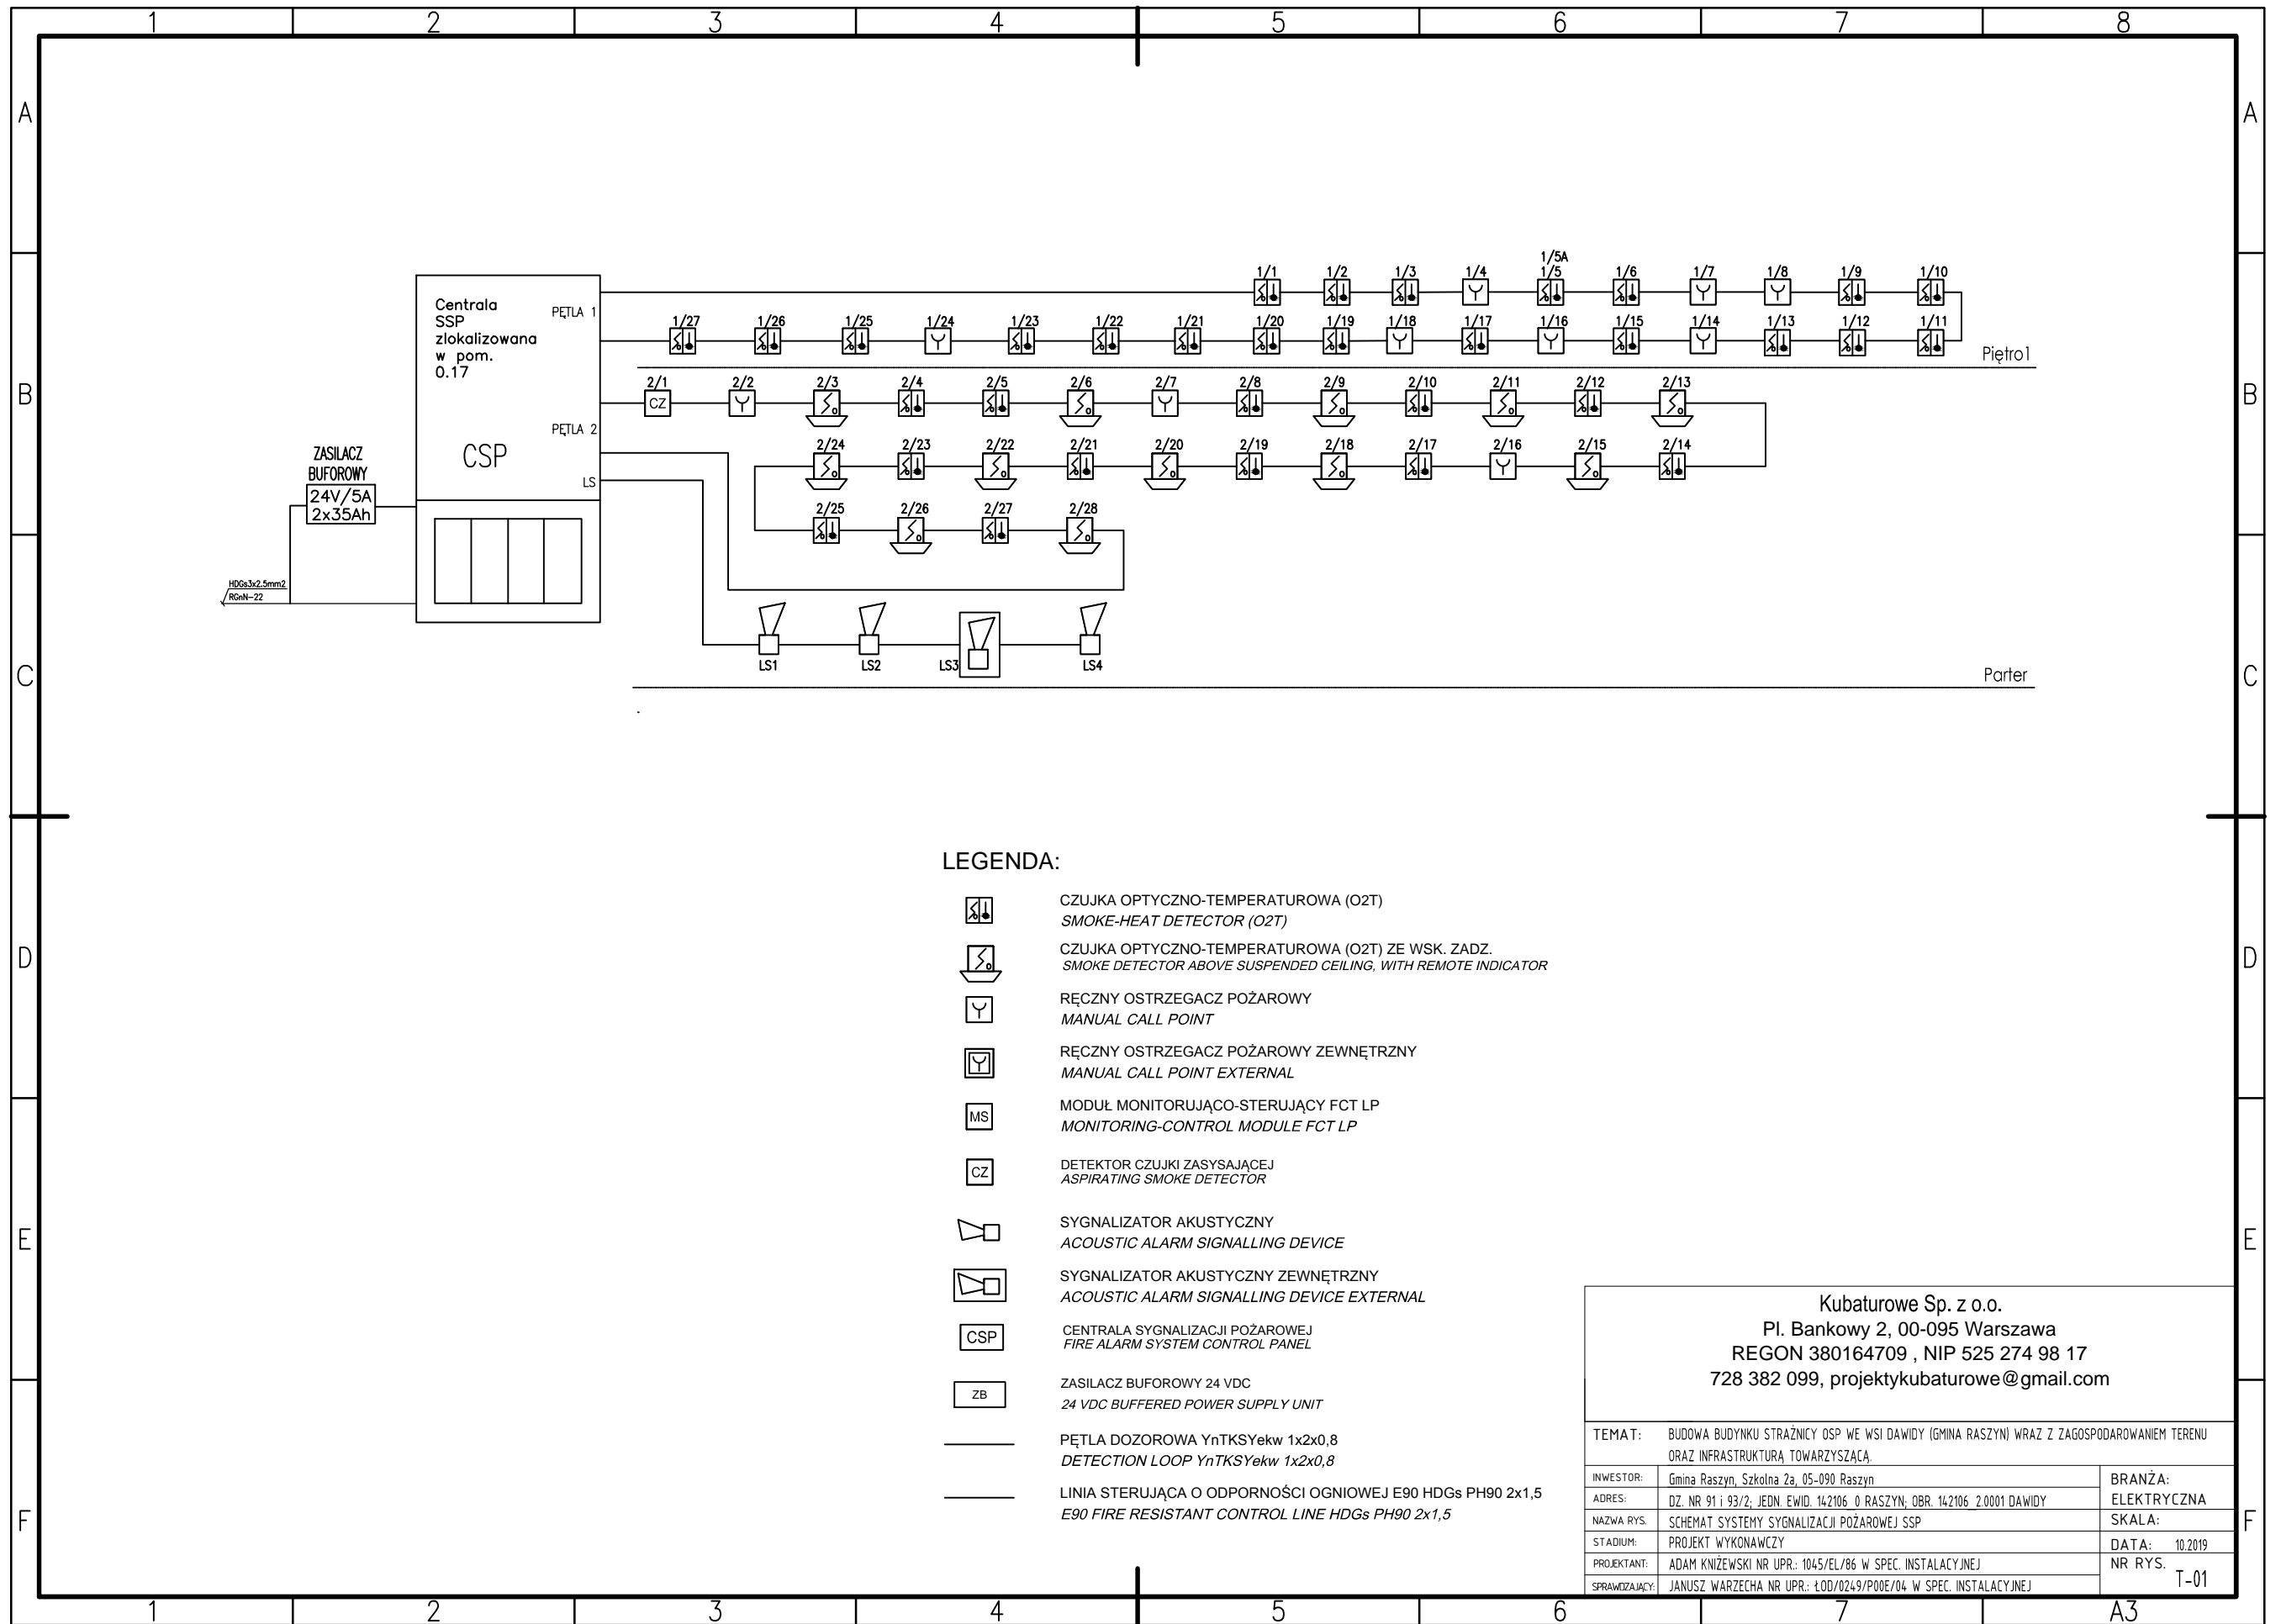 1 2 3 4 5 6 7 8
A A
B B
C C
D D
E E
F F
Centrala
SSP
zlokalizowana
w pom.
0.17
PĘTLA 1
PĘTLA 2
CSP
LS
ZASILACZ
BUFOROWY
24V/5A
2x35Ah
HDGs3x2.5mm2
RGnN-22
1/5A
1/1 1/2 1/3 1/4 1/5 1/6 1/7 1/8 1/9 1/10
1/27 1/26 1/25 1/24 1/23 1/22 1/21 1/20 1/19 1/18 1/17 1/16 1/15 1/14 1/13 1/12 1/11
Piętro1
2/1 2/2 2/3 2/4 2/5 2/6 2/7 2/8 2/9 2/10 2/11 2/12 2/13
CZ
2/24 2/23 2/22 2/21 2/20 2/19 2/18 2/17 2/16 2/15 2/14
2/25 2/26 2/27 2/28
LS1 LS2 LS3 LS4
Parter
LEGENDA:
CZUJKA OPTYCZNO-TEMPERATUROWA (O2T)
SMOKE-HEAT DETECTOR (O2T)
CZUJKA OPTYCZNO-TEMPERATUROWA (O2T) ZE WSK. ZADZ.
SMOKE DETECTOR ABOVE SUSPENDED CEILING, WITH REMOTE INDICATOR
RĘCZNY OSTRZEGACZ POŻAROWY
MANUAL CALL POINT
RĘCZNY OSTRZEGACZ POŻAROWY ZEWNĘTRZNY
MANUAL CALL POINT EXTERNAL
MS
MODUŁ MONITORUJĄCO-STERUJĄCY FCT LP
MONITORING-CONTROL MODULE FCT LP
CZ
DETEKTOR CZUJKI ZASYSAJĄCEJ
ASPIRATING SMOKE DETECTOR
SYGNALIZATOR AKUSTYCZNY
ACOUSTIC ALARM SIGNALLING DEVICE
SYGNALIZATOR AKUSTYCZNY ZEWNĘTRZNY
ACOUSTIC ALARM SIGNALLING DEVICE EXTERNAL
CSP
CENTRALA SYGNALIZACJI POŻAROWEJ
FIRE ALARM SYSTEM CONTROL PANEL
ZB
ZASILACZ BUFOROWY 24 VDC
24 VDC BUFFERED POWER SUPPLY UNIT
PĘTLA DOZOROWA YnTKSYekw 1x2x0,8
DETECTION LOOP YnTKSYekw 1x2x0,8
LINIA STERUJĄCA O ODPORNOŚCI OGNIOWEJ E90 HDGs PH90 2x1,5
E90 FIRE RESISTANT CONTROL LINE HDGs PH90 2x1,5
Kubaturowe Sp. z o.o.
Pl. Bankowy 2, 00-095 Warszawa
REGON 380164709 , NIP 525 274 98 17
728 382 099, projektykubaturowe@gmail.com
TEMAT: BUDOWA BUDYNKU STRAŻNICY OSP WE WSI DAWIDY (GMINA RASZYN) WRAZ Z ZAGOSPODAROWANIEM TERENU
ORAZ INFRASTRUKTURĄ TOWARZYSZĄCĄ.
INWESTOR: Gmina Raszyn, Szkolna 2a, 05-090 Raszyn
ADRES: DZ. NR 91 i 93/2; JEDN. EWID. 142106_0 RASZYN; OBR. 142106_2.0001 DAWIDY
NAZWA RYS. SCHEMAT SYSTEMY SYGNALIZACJI POŻAROWEJ SSP
STADIUM: PROJEKT WYKONAWCZY
PROJEKTANT: ADAM KNIŻEWSKI NR UPR.: 1045/EL/86 W SPEC. INSTALACYJNEJ
SPRAWDZAJĄCY: JANUSZ WARZECHA NR UPR.: ŁOD/0249/POOE/04 W SPEC. INSTALACYJNEJ
BRANŻA:
ELEKTRYCZNA
SKALA:
DATA: 10.2019
NR RYS.
T-01
1 2 3 4 5 6 7 A3